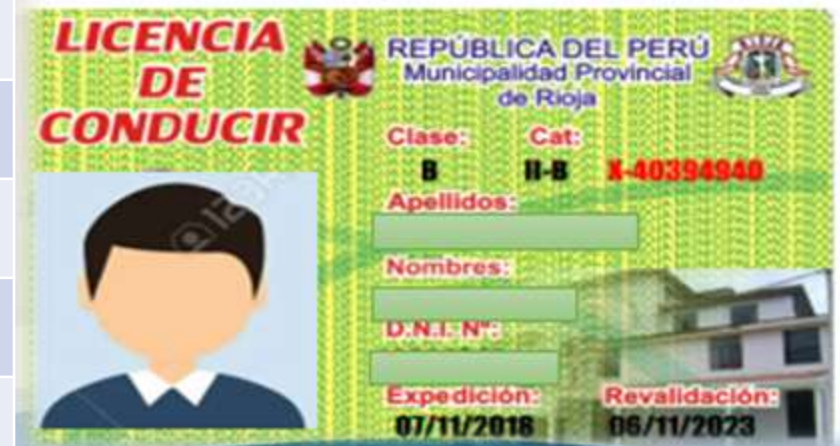 LICENCIA
DE
CONDUCIR
REPÚBLICA DEL PERÚ
Municipalidad Provincial
de Rioja
Clase: Cat:
B II-B X-40394940
Apellidos:
Nombres:
D.N.I. Nº:
Expedición: Revalidación:
07/11/2018 06/11/2023